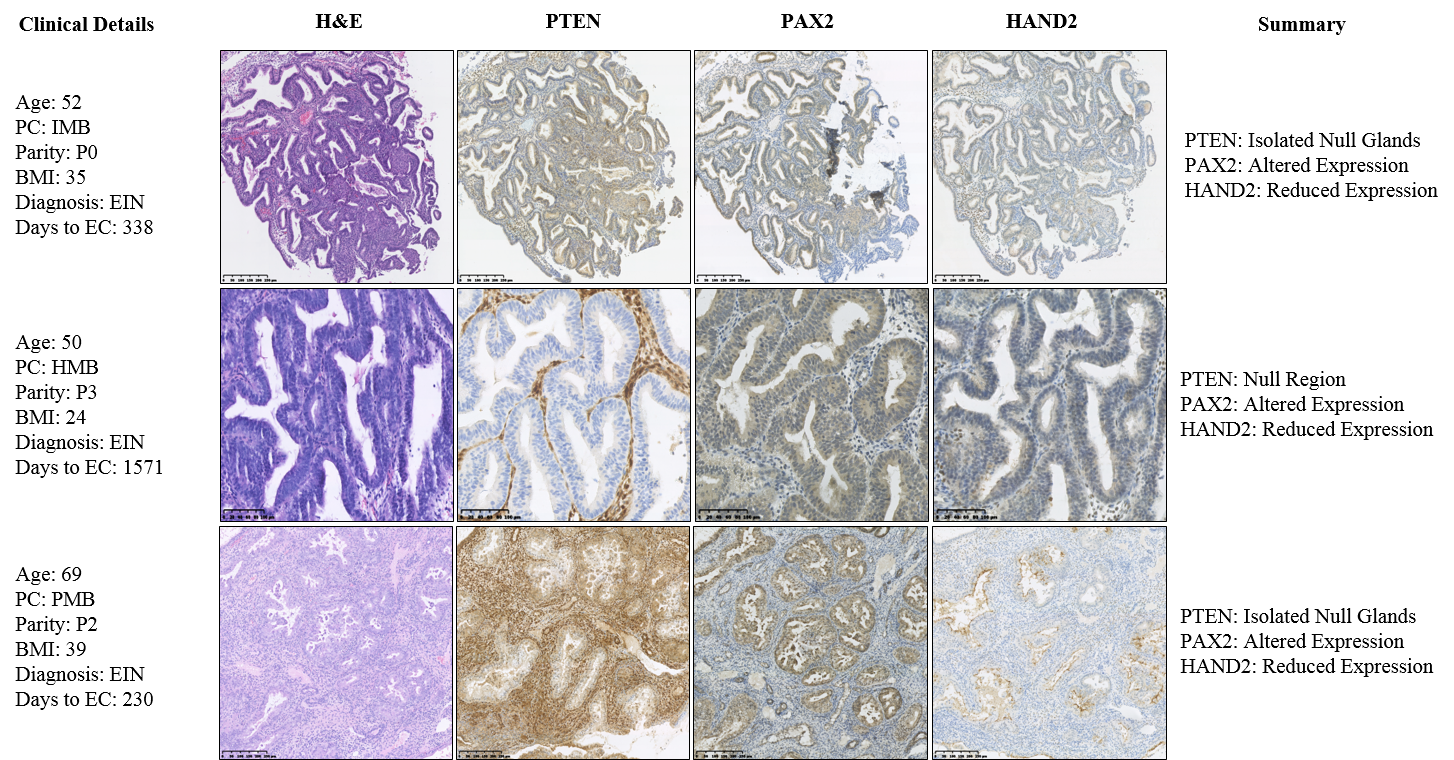 Clinical Details H&E PTEN PAX2 HAND2 Summary
Age: 52
PC: IMB
Parity: P0
BMI: 35
Diagnosis: EIN
Days to EC: 338
PTEN: Isolated Null Glands
PAX2: Altered Expression
HAND2: Reduced Expression
Age: 50
PC: HMB
Parity: P3
BMI: 24
Diagnosis: EIN
Days to EC: 1571
PTEN: Null Region
PAX2: Altered Expression
HAND2: Reduced Expression
Age: 69
PC: PMB
Parity: P2
BMI: 39
Diagnosis: EIN
Days to EC: 230
PTEN: Isolated Null Glands
PAX2: Altered Expression
HAND2: Reduced Expression